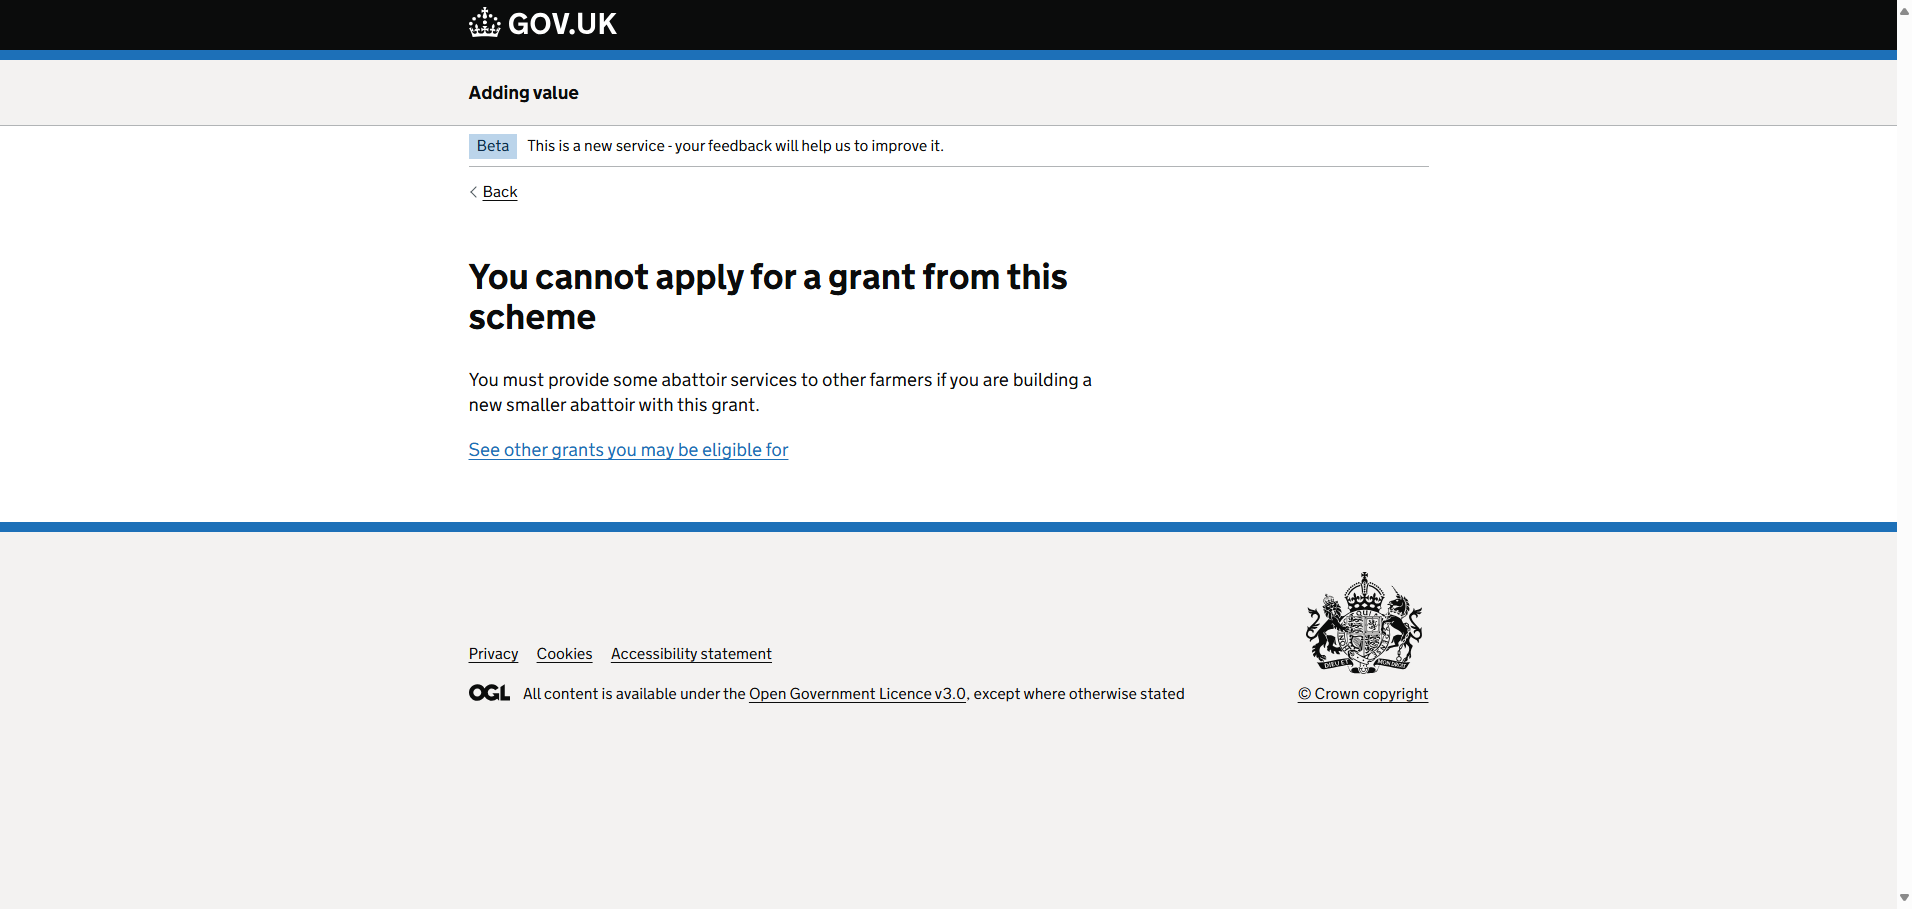 GOV.UK
Adding value
Beta This is a new service - your feedback will help us to improve it.
Back
You cannot apply for a grant from this
scheme
You must provide some abattoir services to other farmers if you are building a
new smaller abattoir with this grant.
See other grants you may be eligible for
Privacy Cookies Accessibility statement
OGL All content is available under the Open Government Licence v3.0, except where otherwise stated
© Crown copyright